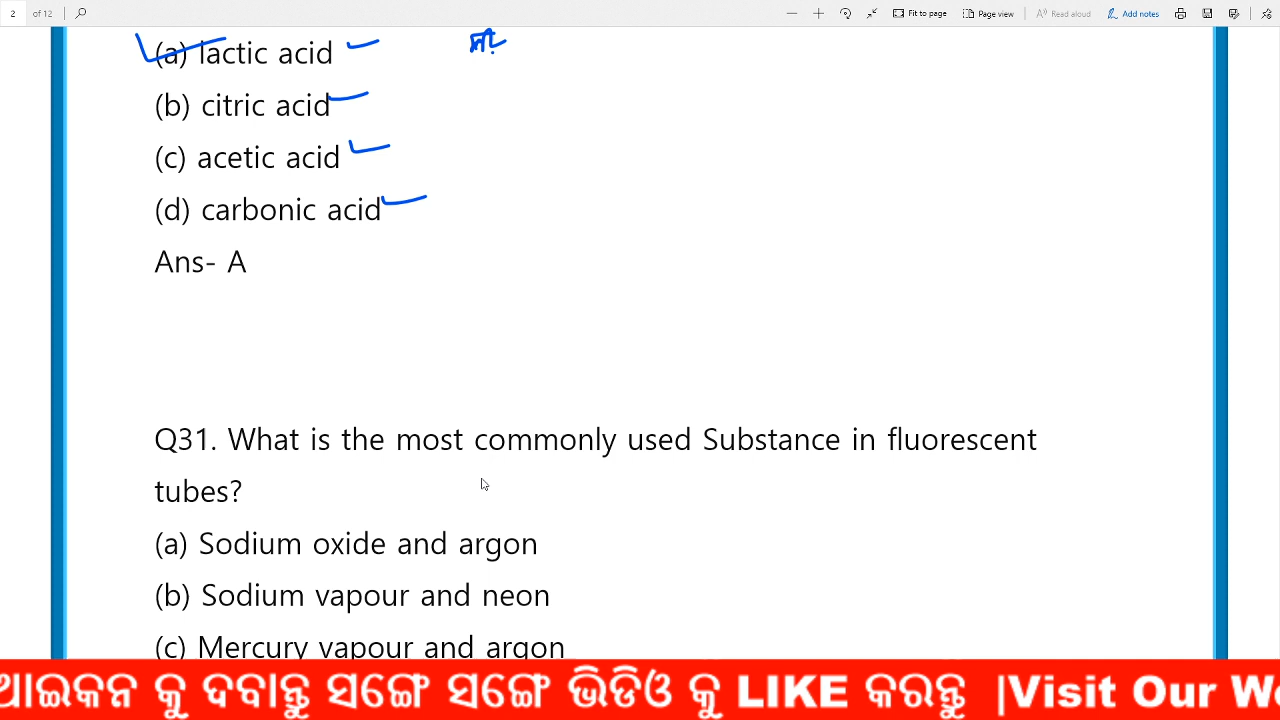 2 of 12 Fit to page Page view Read aloud Add notes
(a) lactic acid
(b) citric acid
(c) acetic acid
(d) carbonic acid
Ans- A
Q31. What is the most commonly used Substance in fluorescent
tubes?
(a) Sodium oxide and argon
(b) Sodium vapour and neon
(c) Mercury vapour and argon
ଆଇକନ କୁ ଦବାନ୍ତୁ ସଙ୍ଗେ ସଙ୍ଗେ ଭିଡିଓ କୁ LIKE କରନ୍ତୁ |Visit Our